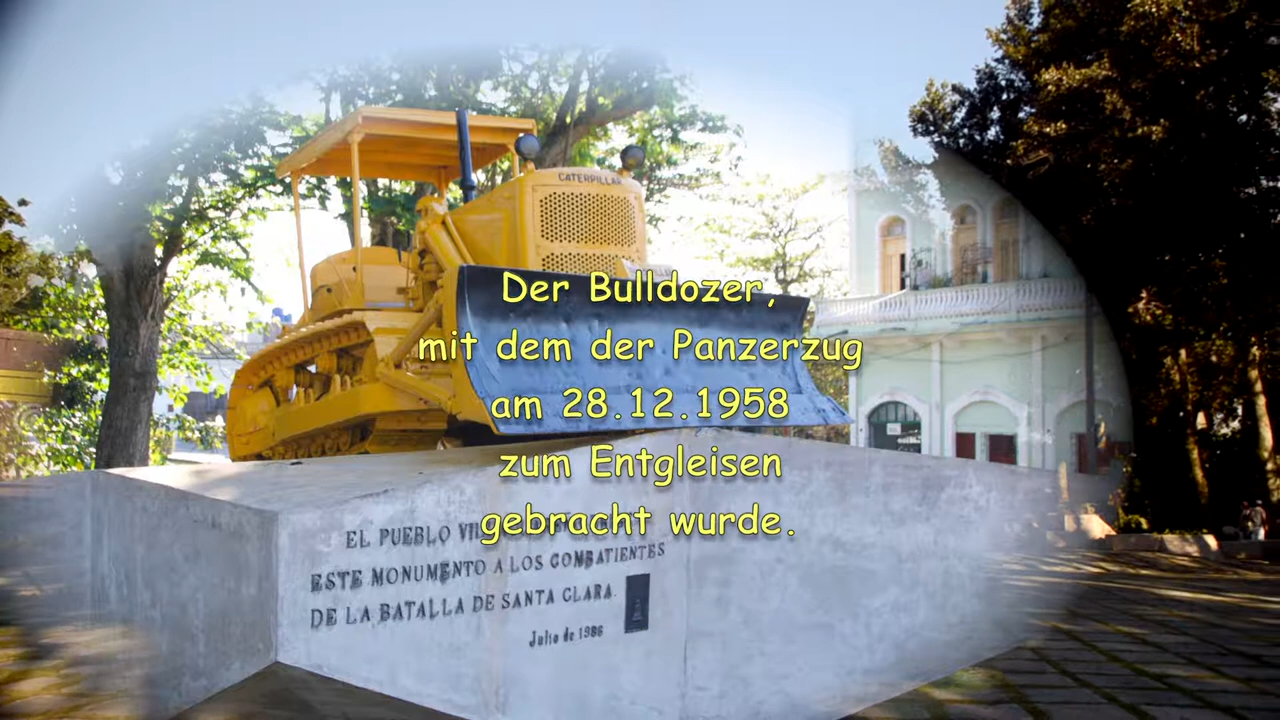 CATERPILLAR
Der Bulldozer,
mit dem der Panzerzug
am 28.12.1958
zum Entgleisen
gebracht wurde.
EL PUEBLO
ESTE MONUMENTO A LOS COMBATIENTES
DE LA BATALLA DE SANTA CLARA.
Julio de 1986